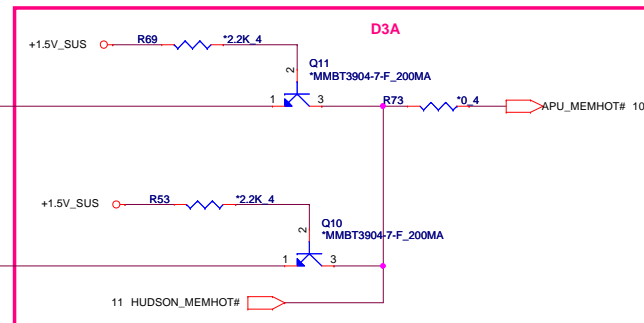 D3A
+1.5V_SUS R69 *2.2K_4
Q11
*MMBT3904-7-F_200MA
2
1 3 R73 *0_4 APU_MEMHOT# 10
+1.5V_SUS R53 *2.2K_4
Q10
*MMBT3904-7-F_200MA
2
1 3
11 HUDSON_MEMHOT#